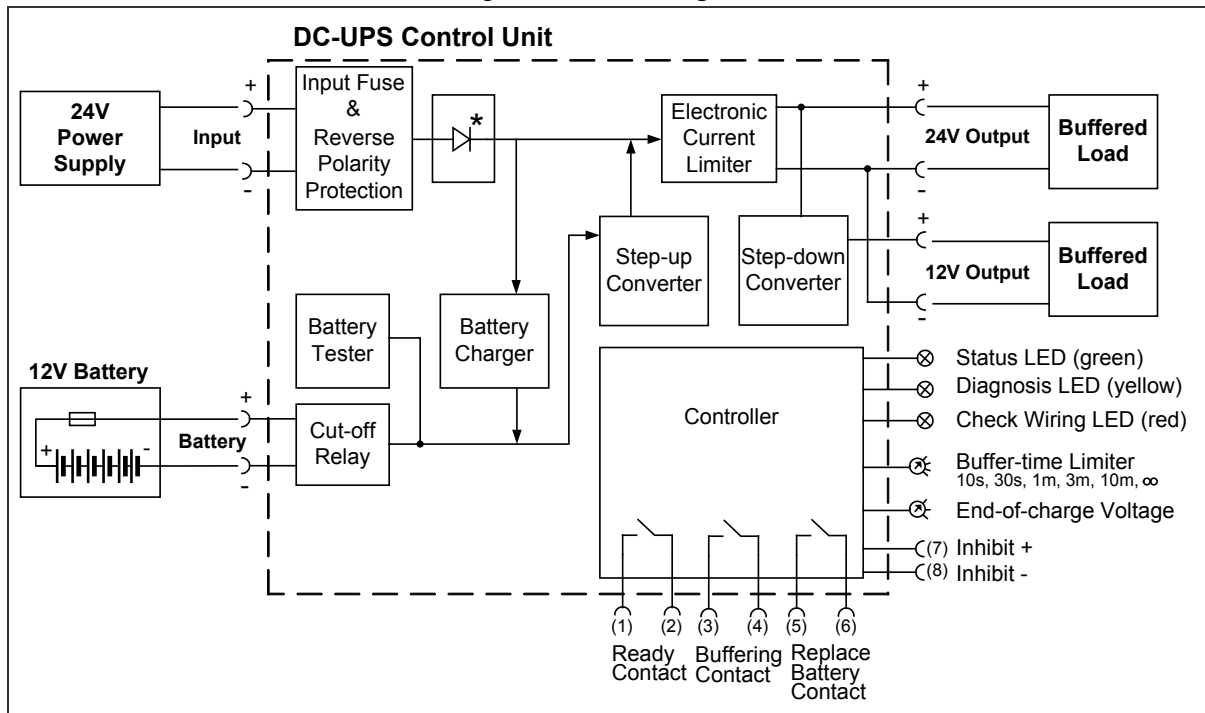 DC-UPS Control Unit
24V
Power
Supply
+
Input
-
Input Fuse
&
Reverse
Polarity
Protection
*
Electronic
Current
Limiter
+
24V Output
-
Buffered
Load
Step-up
Converter
Step-down
Converter
+
12V Output
-
Buffered
Load
Battery
Tester
Battery
Charger
12V Battery
+ -
+
Battery
-
Cut-off
Relay
Controller
Status LED (green)
Diagnosis LED (yellow)
Check Wiring LED (red)
Buffer-time Limiter
10s, 30s, 1m, 3m, 10m, ∞
End-of-charge Voltage
(7) Inhibit +
(8) Inhibit -
(1) (2) (3) (4) (5) (6)
Ready
Contact
Buffering
Contact
Replace
Battery
Contact